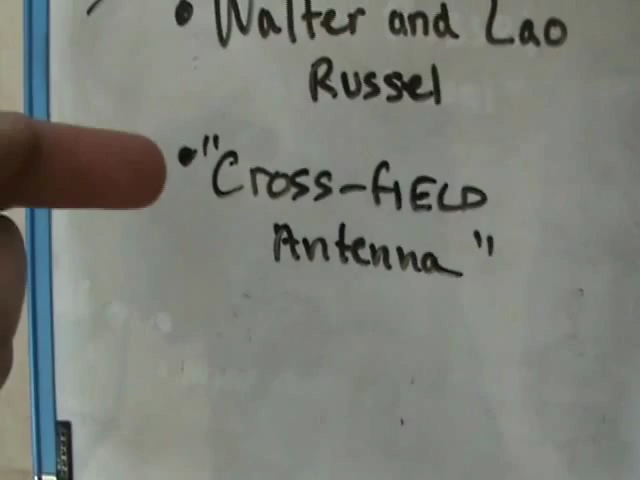 • Walter and Lao
Russel
• "Cross-fIELD
Antenna"